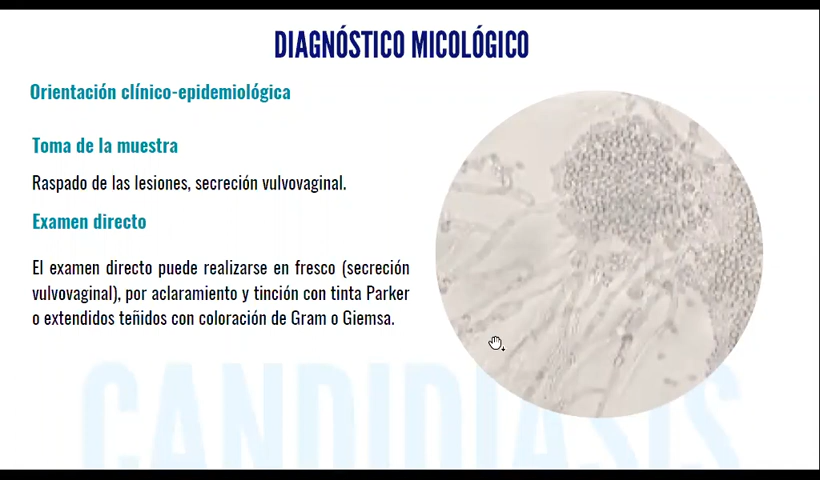 DIAGNÓSTICO MICOLÓGICO
Orientación clínico-epidemiológica
Toma de la muestra
Raspado de las lesiones, secreción vulvovaginal.
Examen directo
El examen directo puede realizarse en fresco (secreción
vulvovaginal), por aclaramiento y tinción con tinta Parker
o extendidos teñidos con coloración de Gram o Giemsa.
CANDIDIASIS